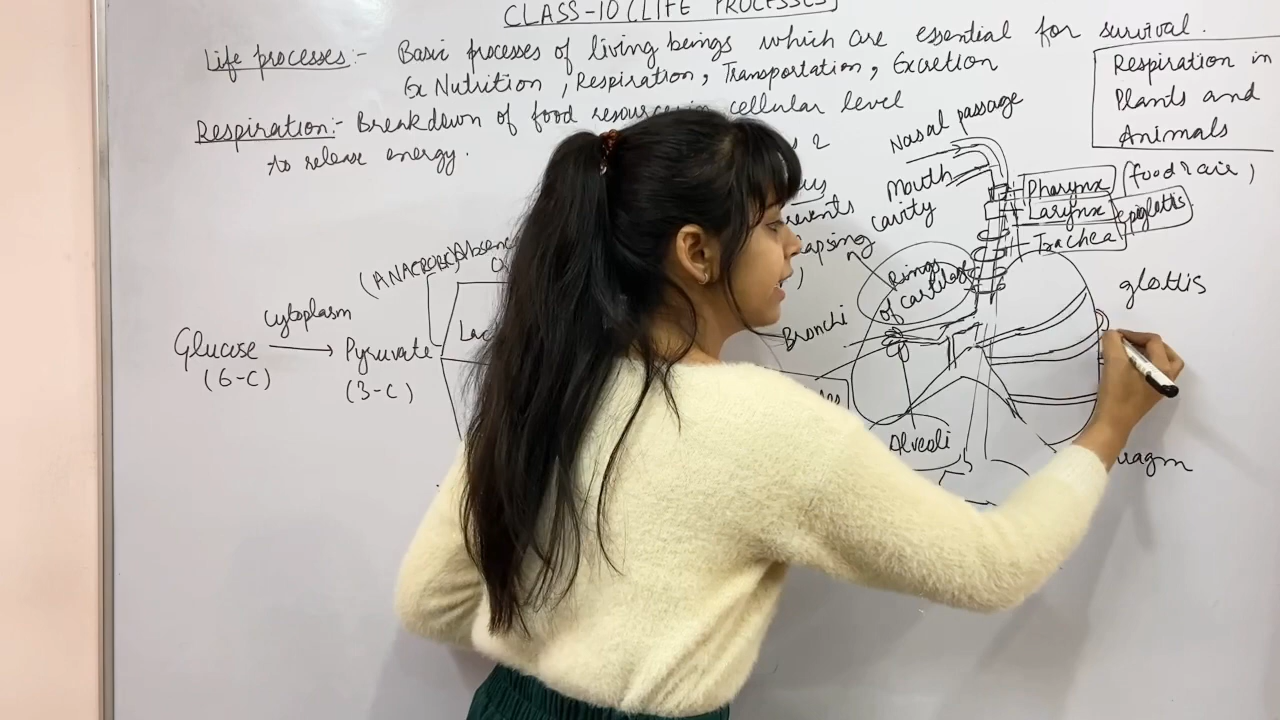 CLASS-10 (LIFE PROCESSES)
Life processes:- Basic processes of living beings which are essential for survival.
Ex Nutrition, Respiration, Transportation, Excretion
Respiration:- Breakdown of food resources in cellular level
to release energy.
Respiration in
Plants and
Animals
Nasal passage
Mouth
cavity
Pharynx (food & air)
Larynx epiglottis
Trachea
glottis
Rings
of cartilage
Bronchi
Alveoli
(ANAEROBIC)
Glucose
(6-C)
cytoplasm
Pyruvate
(3-C)